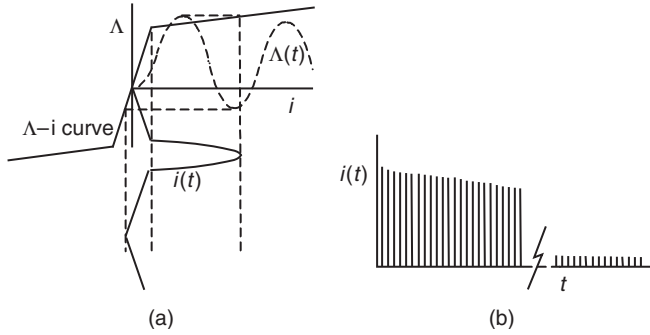 Λ
Λ(t)
i
Λ–i curve
i(t)
(a)
i(t)
t
(b)